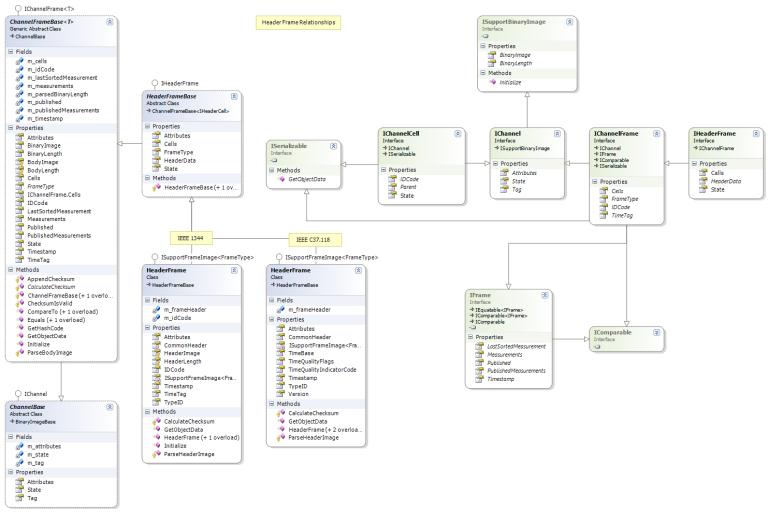 IChannelFrame<T>
ChannelFrameBase<T>
Generic Abstract Class
ChannelBase
Fields
m_cells
m_idCode
m_lastSortedMeasurement
m_measurements
m_parsedBinaryLength
m_published
m_publishedMeasurements
m_timestamp
Properties
Attributes
BinaryImage
BinaryLength
BodyImage
BodyLength
Cells
FrameType
IChannelFrame.Cells
IDCode
LastSortedMeasurement
Measurements
Published
PublishedMeasurements
State
Timestamp
TimeTag
Methods
AppendChecksum
CalculateChecksum
ChannelFrameBase (+ 1 overlo...
ChecksumIsValid
CompareTo (+ 1 overload)
Equals (+ 1 overload)
GetHashCode
GetObjectData
Initialize
ParseBodyImage
IChannel
ChannelBase
Abstract Class
BinaryImageBase
Fields
m_attributes
m_state
m_tag
Properties
Attributes
State
Tag
Header Frame Relationships
IHeaderFrame
HeaderFrameBase
Abstract Class
ChannelFrameBase<IHeaderCell>
Properties
Attributes
Cells
FrameType
HeaderData
State
Methods
HeaderFrameBase (+ 1 ov...
IEEE 1344
IEEE C37.118
ISupportFrameImage<FrameType>
HeaderFrame
Class
HeaderFrameBase
Fields
m_frameHeader
m_idCode
Properties
Attributes
CommonHeader
HeaderImage
HeaderLength
IDCode
ISupportFrameImage<Fra...
Timestamp
TimeTag
TypeID
Methods
CalculateChecksum
GetObjectData
HeaderFrame (+ 1 overload)
Initialize
ParseHeaderImage
ISupportFrameImage<FrameType>
HeaderFrame
Class
HeaderFrameBase
Fields
m_frameHeader
Properties
Attributes
CommonHeader
ISupportFrameImage<Fra...
TimeBase
TimeQualityFlags
TimeQualityIndicatorCode
Timestamp
TypeID
Version
Methods
CalculateChecksum
GetObjectData
HeaderFrame (+ 2 overloa...
ParseHeaderImage
ISupportBinaryImage
Interface
Properties
BinaryImage
BinaryLength
Methods
Initialize
ISerializable
Interface
Methods
GetObjectData
IChannelCell
Interface
IChannel
ISerializable
Properties
IDCode
Parent
State
IChannel
Interface
ISupportBinaryImage
Properties
Attributes
State
Tag
IChannelFrame
Interface
IChannel
IFrame
IComparable
ISerializable
Properties
Cells
FrameType
IDCode
TimeTag
IHeaderFrame
Interface
IChannelFrame
Properties
Cells
HeaderData
State
IFrame
Interface
IEquatable<IFrame>
IComparable<IFrame>
IComparable
Properties
LastSortedMeasurement
Measurements
Published
PublishedMeasurements
Timestamp
IComparable
Interface